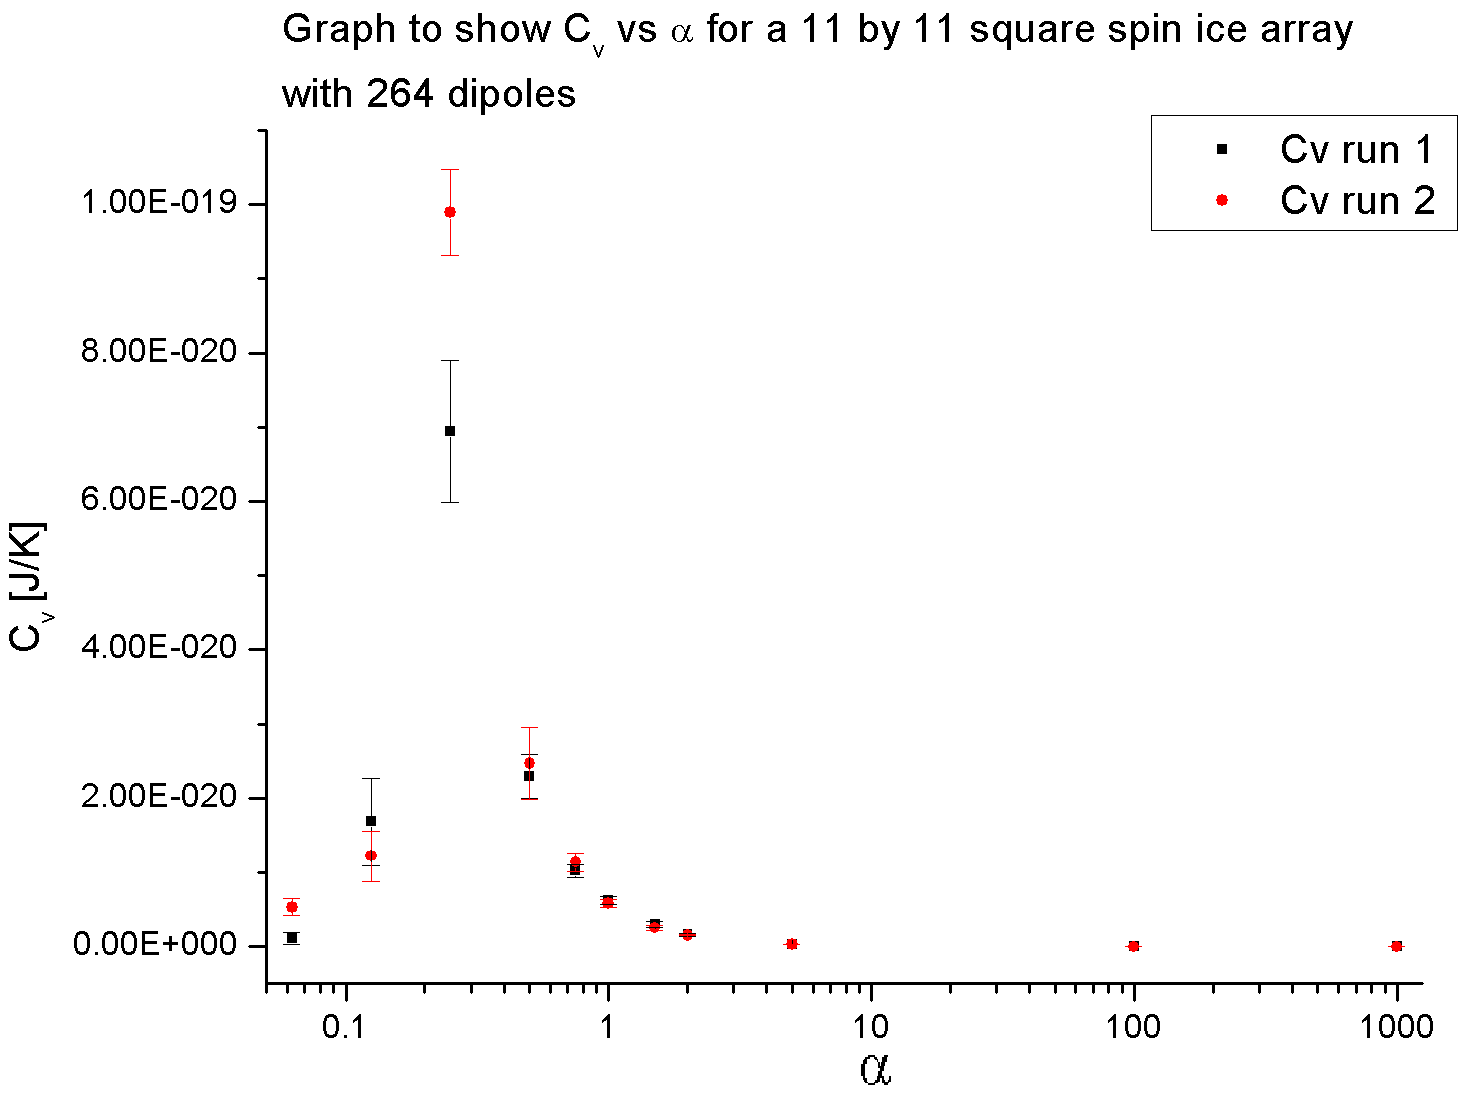 Graph to show Cv vs α for a 11 by 11 square spin ice array
with 264 dipoles
Cv run 1
Cv run 2
1.00E-019
8.00E-020
6.00E-020
4.00E-020
2.00E-020
0.00E+000
Cv [J/K]
0.1
1
10
100
1000
α